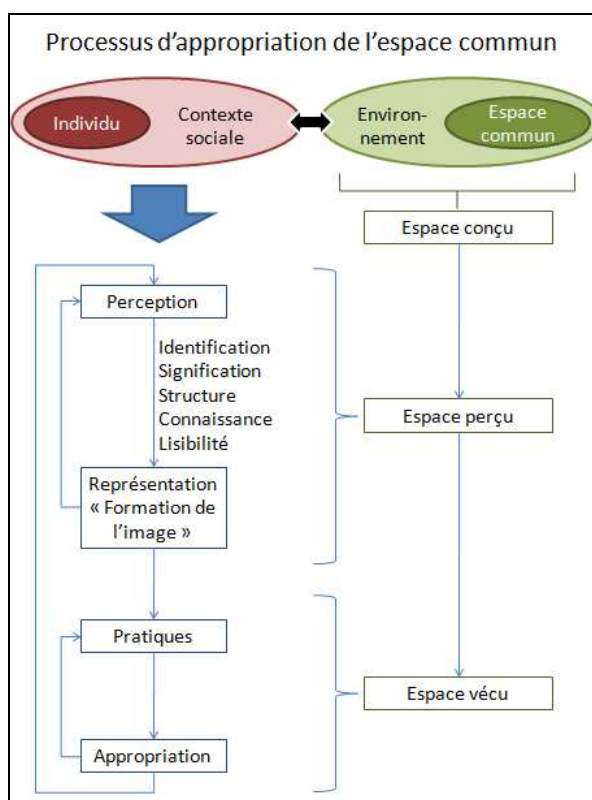 Processus d'appropriation de l'espace commun
Individu
Contexte
sociale
Environ-
nement
Espace
commun
Espace conçu
Perception
Identification
Signification
Structure
Connaissance
Lisibilité
Espace perçu
Représentation
« Formation de
l'image »
Pratiques
Espace vécu
Appropriation